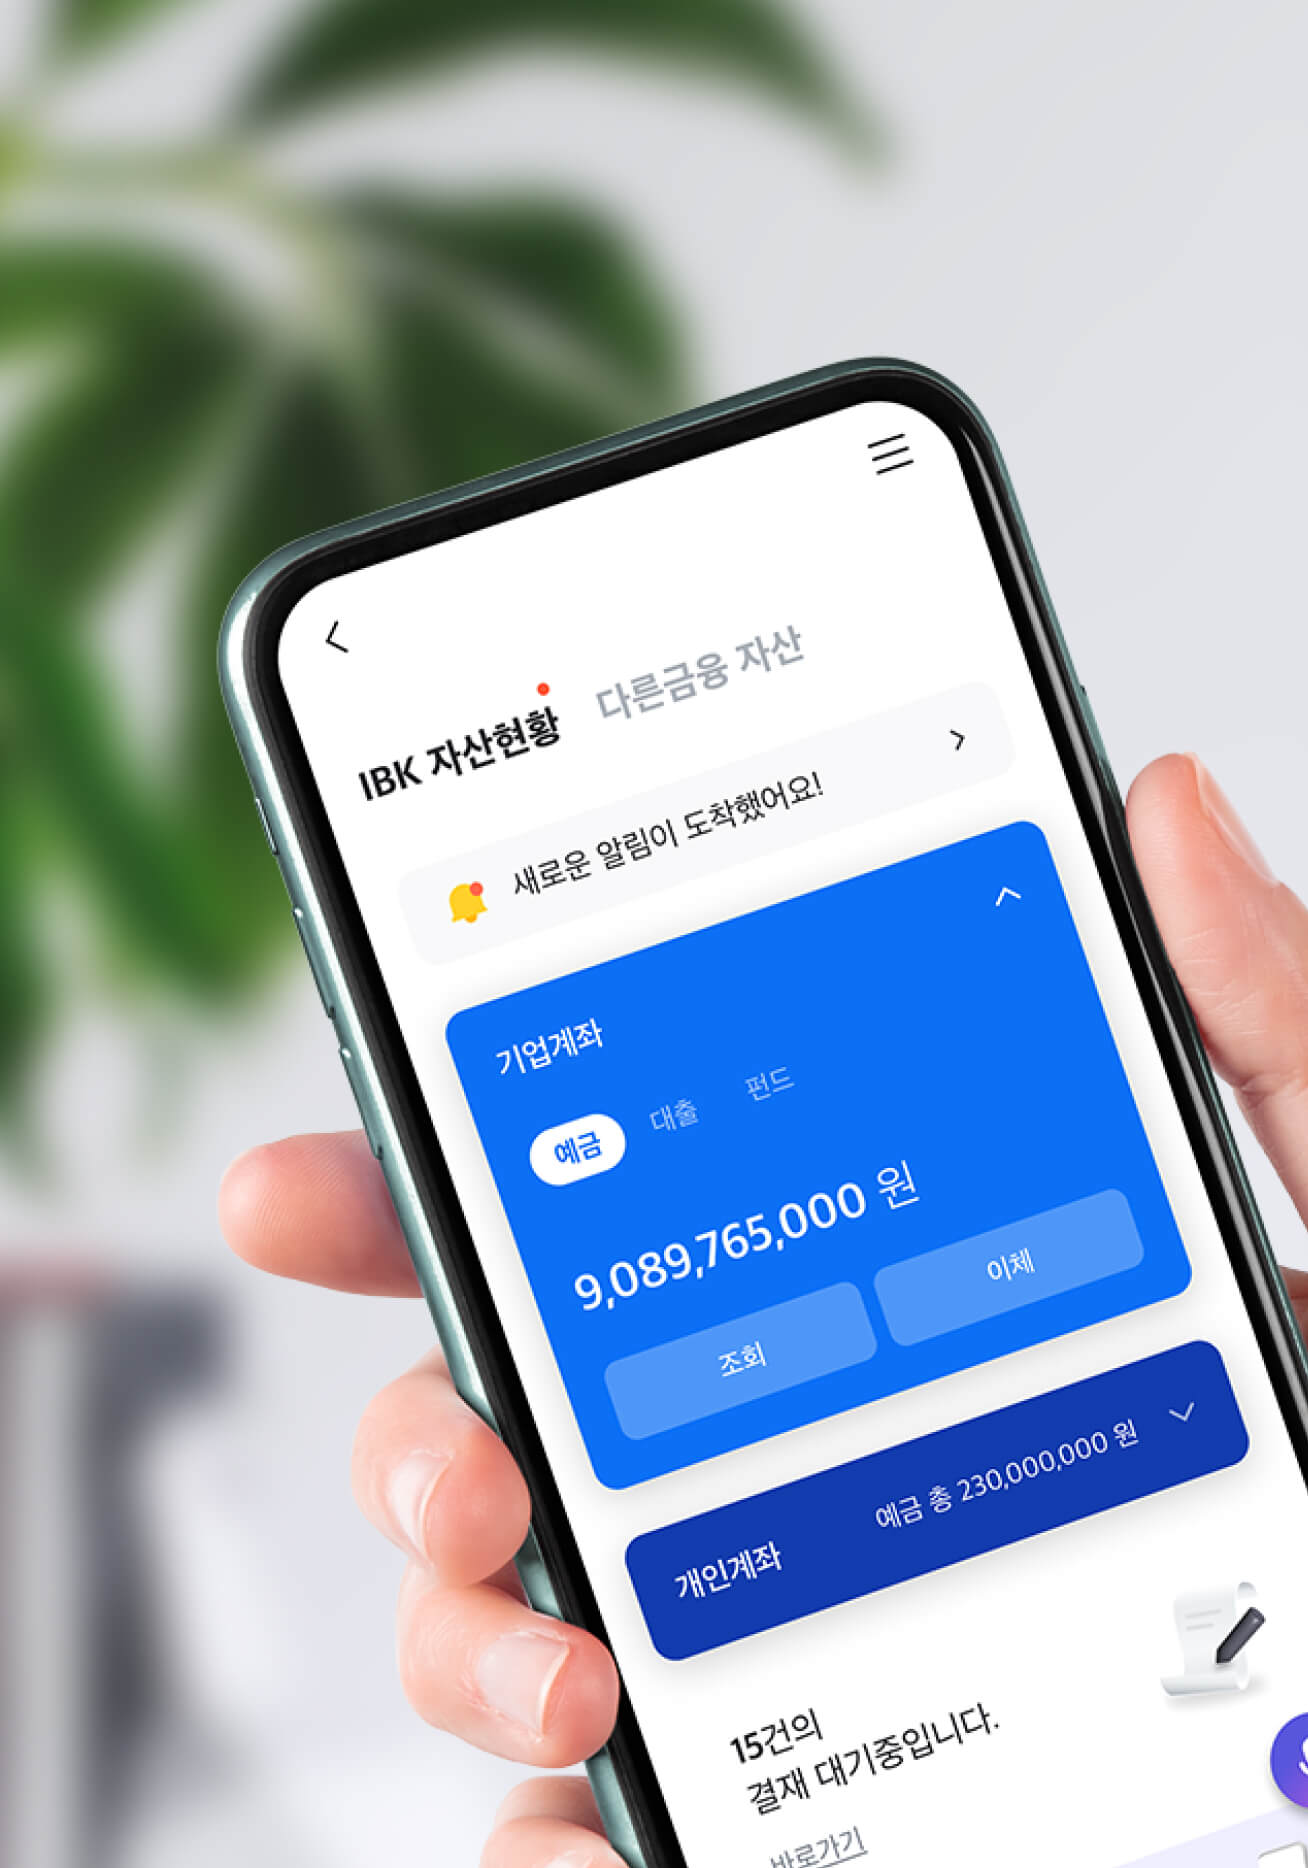 IBK 자산현황 다른금융 자산
새로운 알림이 도착했어요!
기업계좌
예금 대출 펀드
9,089,765,000 원
조회 이체
개인계좌 예금 총 230,000,000 원
15건의
결재 대기중입니다.
바로가기